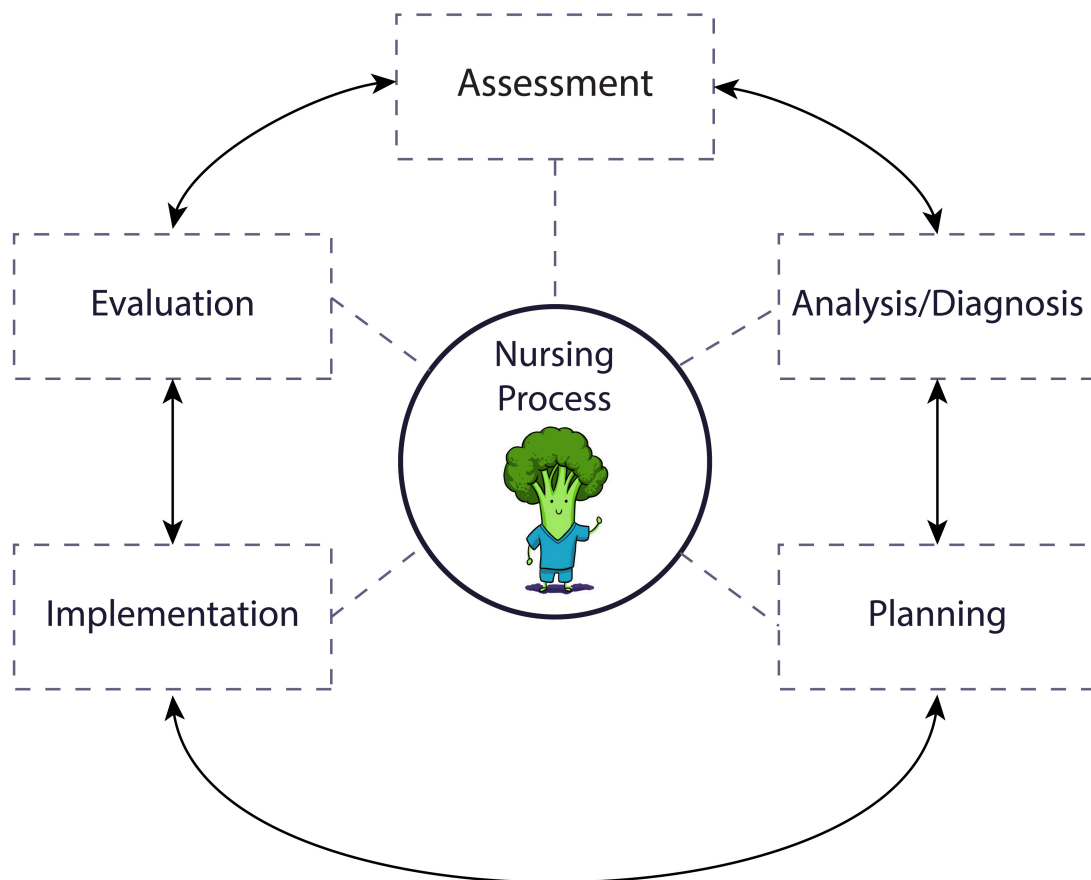 Assessment
Evaluation
Analysis/Diagnosis
Nursing
Process
Implementation
Planning